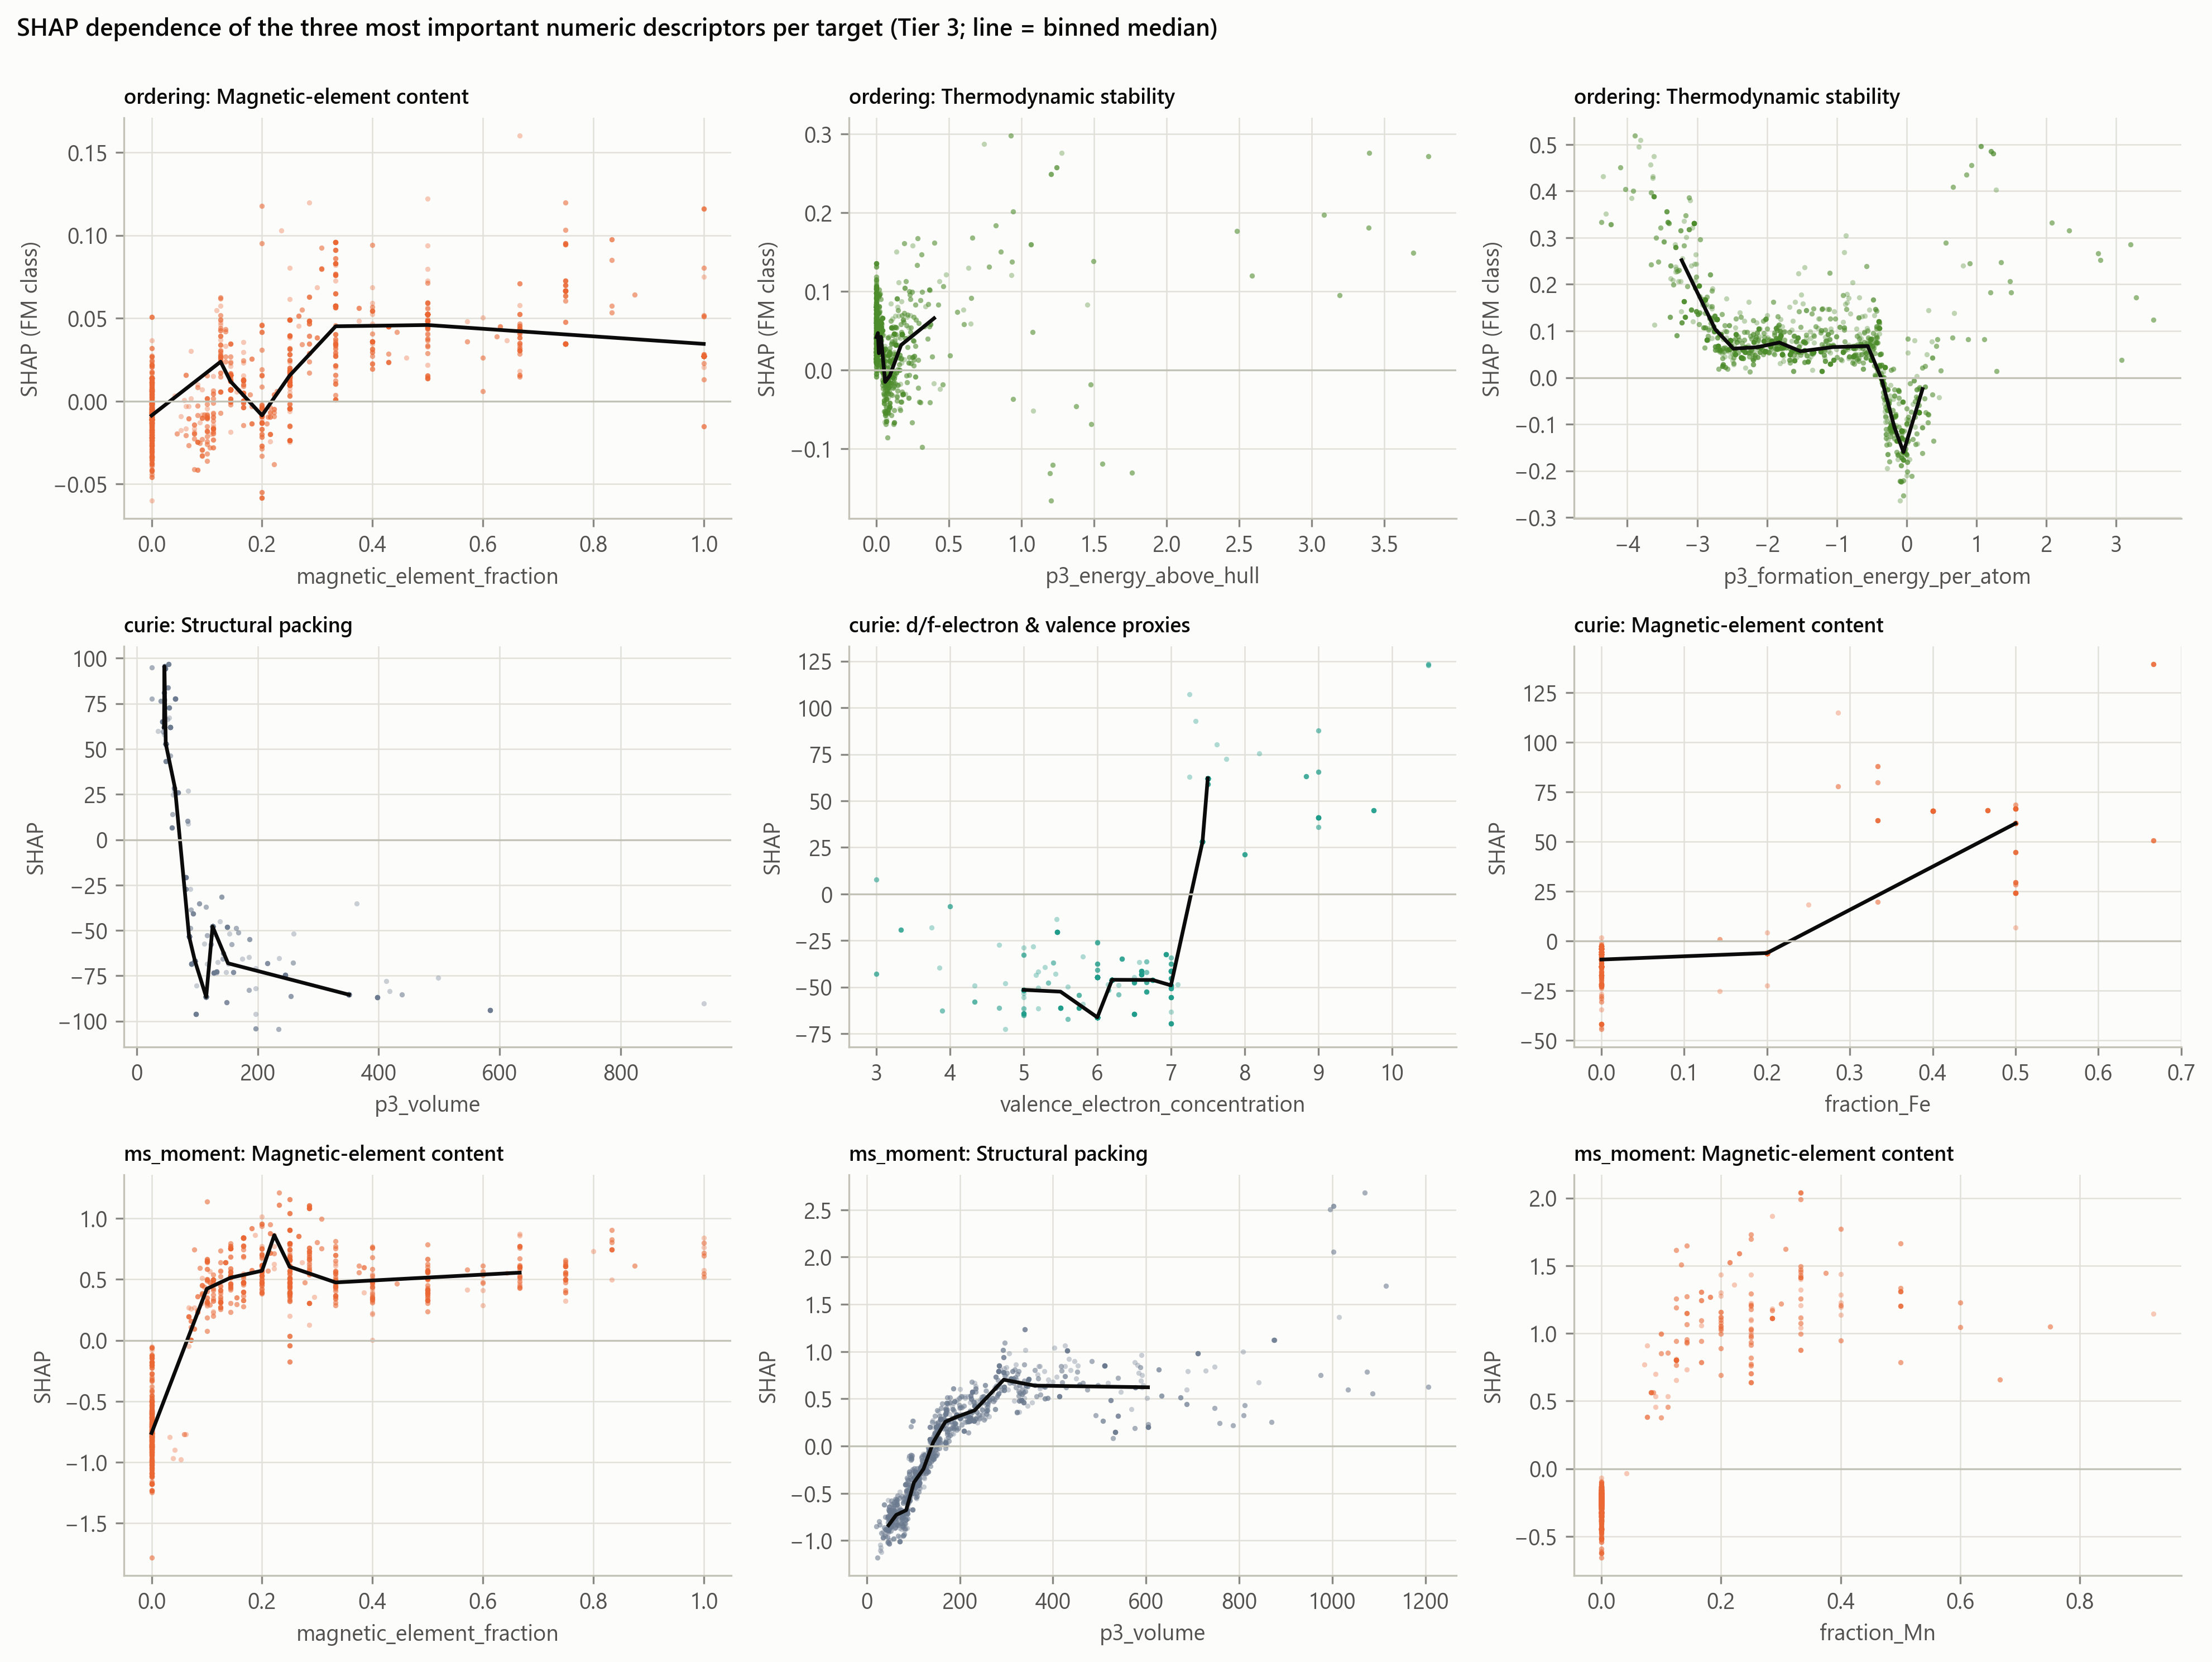 SHAP dependence of the three most important numeric descriptors per target (Tier 3; line = binned median)
ordering: Magnetic-element content
SHAP (FM class)
0.15
0.10
0.05
0.00
−0.05
0.0 0.2 0.4 0.6 0.8 1.0
magnetic_element_fraction
ordering: Thermodynamic stability
SHAP (FM class)
0.3
0.2
0.1
0.0
−0.1
0.0 0.5 1.0 1.5 2.0 2.5 3.0 3.5
p3_energy_above_hull
ordering: Thermodynamic stability
SHAP (FM class)
0.5
0.4
0.3
0.2
0.1
0.0
−0.1
−0.2
−0.3
−4 −3 −2 −1 0 1 2 3
p3_formation_energy_per_atom
curie: Structural packing
SHAP
100
75
50
25
0
−25
−50
−75
−100
0 200 400 600 800
p3_volume
curie: d/f-electron & valence proxies
SHAP
125
100
75
50
25
0
−25
−50
−75
3 4 5 6 7 8 9 10
valence_electron_concentration
curie: Magnetic-element content
SHAP
125
100
75
50
25
0
−25
−50
0.0 0.1 0.2 0.3 0.4 0.5 0.6 0.7
fraction_Fe
ms_moment: Magnetic-element content
SHAP
1.0
0.5
0.0
−0.5
−1.0
−1.5
0.0 0.2 0.4 0.6 0.8 1.0
magnetic_element_fraction
ms_moment: Structural packing
SHAP
2.5
2.0
1.5
1.0
0.5
0.0
−0.5
−1.0
0 200 400 600 800 1000 1200
p3_volume
ms_moment: Magnetic-element content
SHAP
2.0
1.5
1.0
0.5
0.0
−0.5
0.0 0.2 0.4 0.6 0.8
fraction_Mn